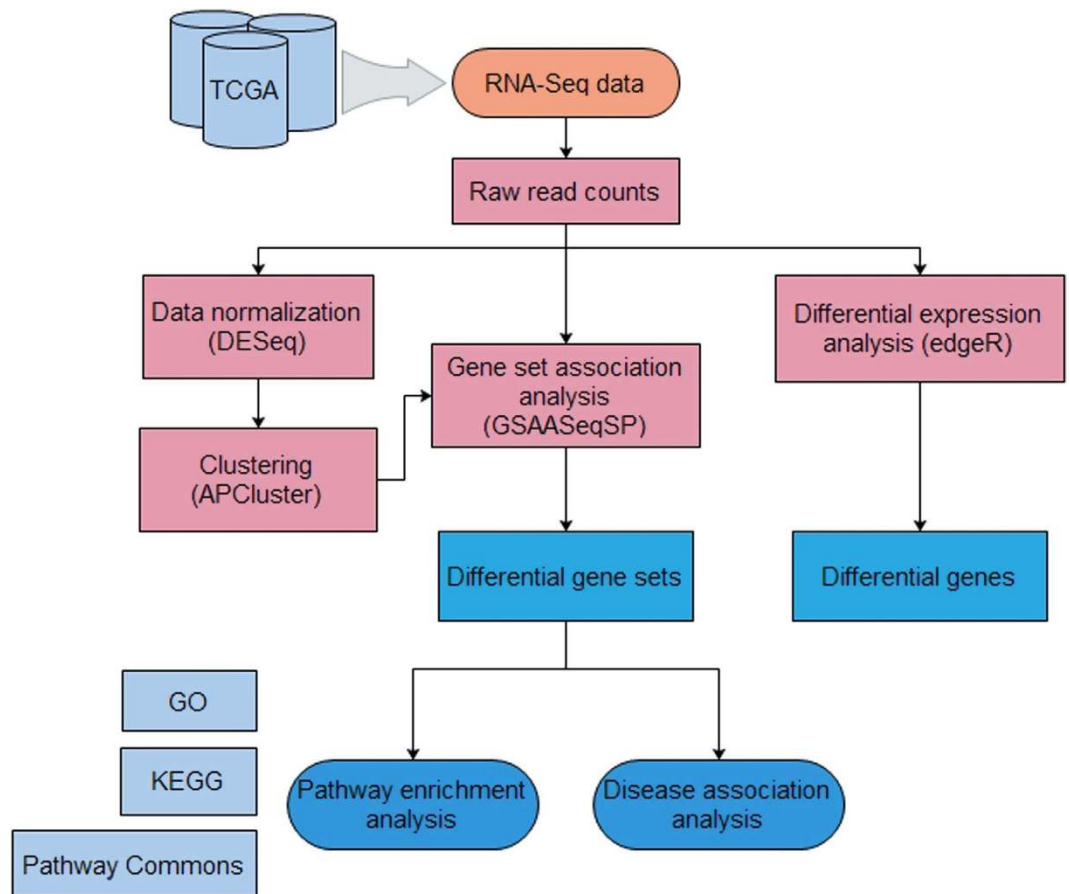 TCGA
RNA-Seq data
Raw read counts
Data normalization
(DESeq)
Differential expression
analysis (edgeR)
Gene set association
analysis
(GSAASeqSP)
Clustering
(APCluster)
Differential gene sets
Differential genes
GO
KEGG
Pathway Commons
Pathway enrichment
analysis
Disease association
analysis